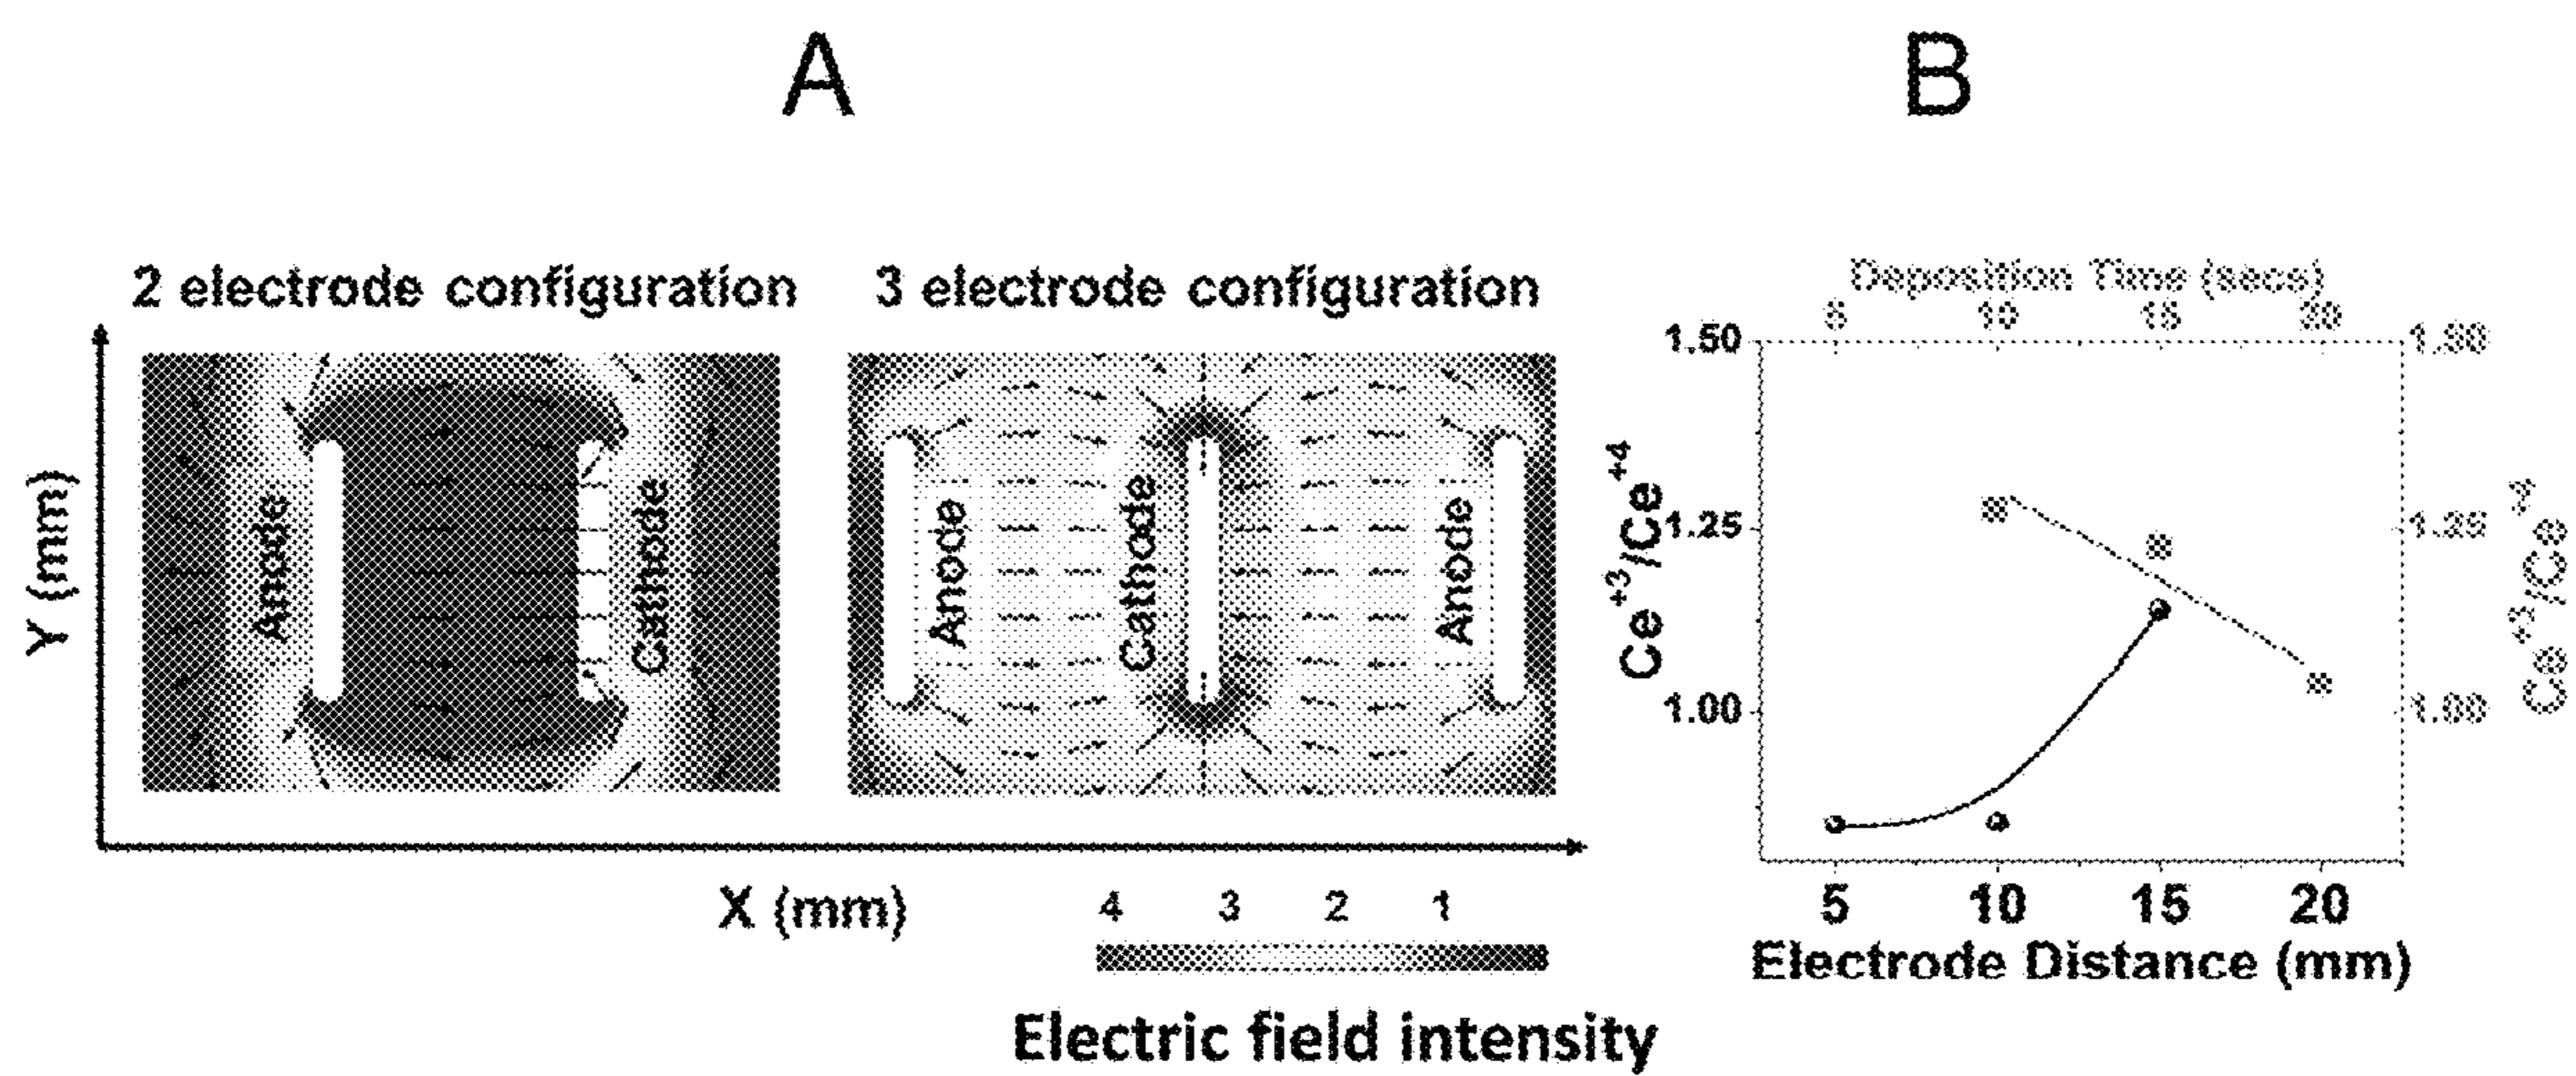 A
B
2 electrode configuration
3 electrode configuration
Y (mm)
Anode
Cathode
Anode
Cathode
Anode
X (mm)
4 3 2 1
Electric field intensity
Deposition Time (secs)
5 10 15 20
1.50
1.25
1.00
Ce+3/Ce+4
1.50
1.25
1.00
Ce+3/Ce-4
5 10 15 20
Electrode Distance (mm)